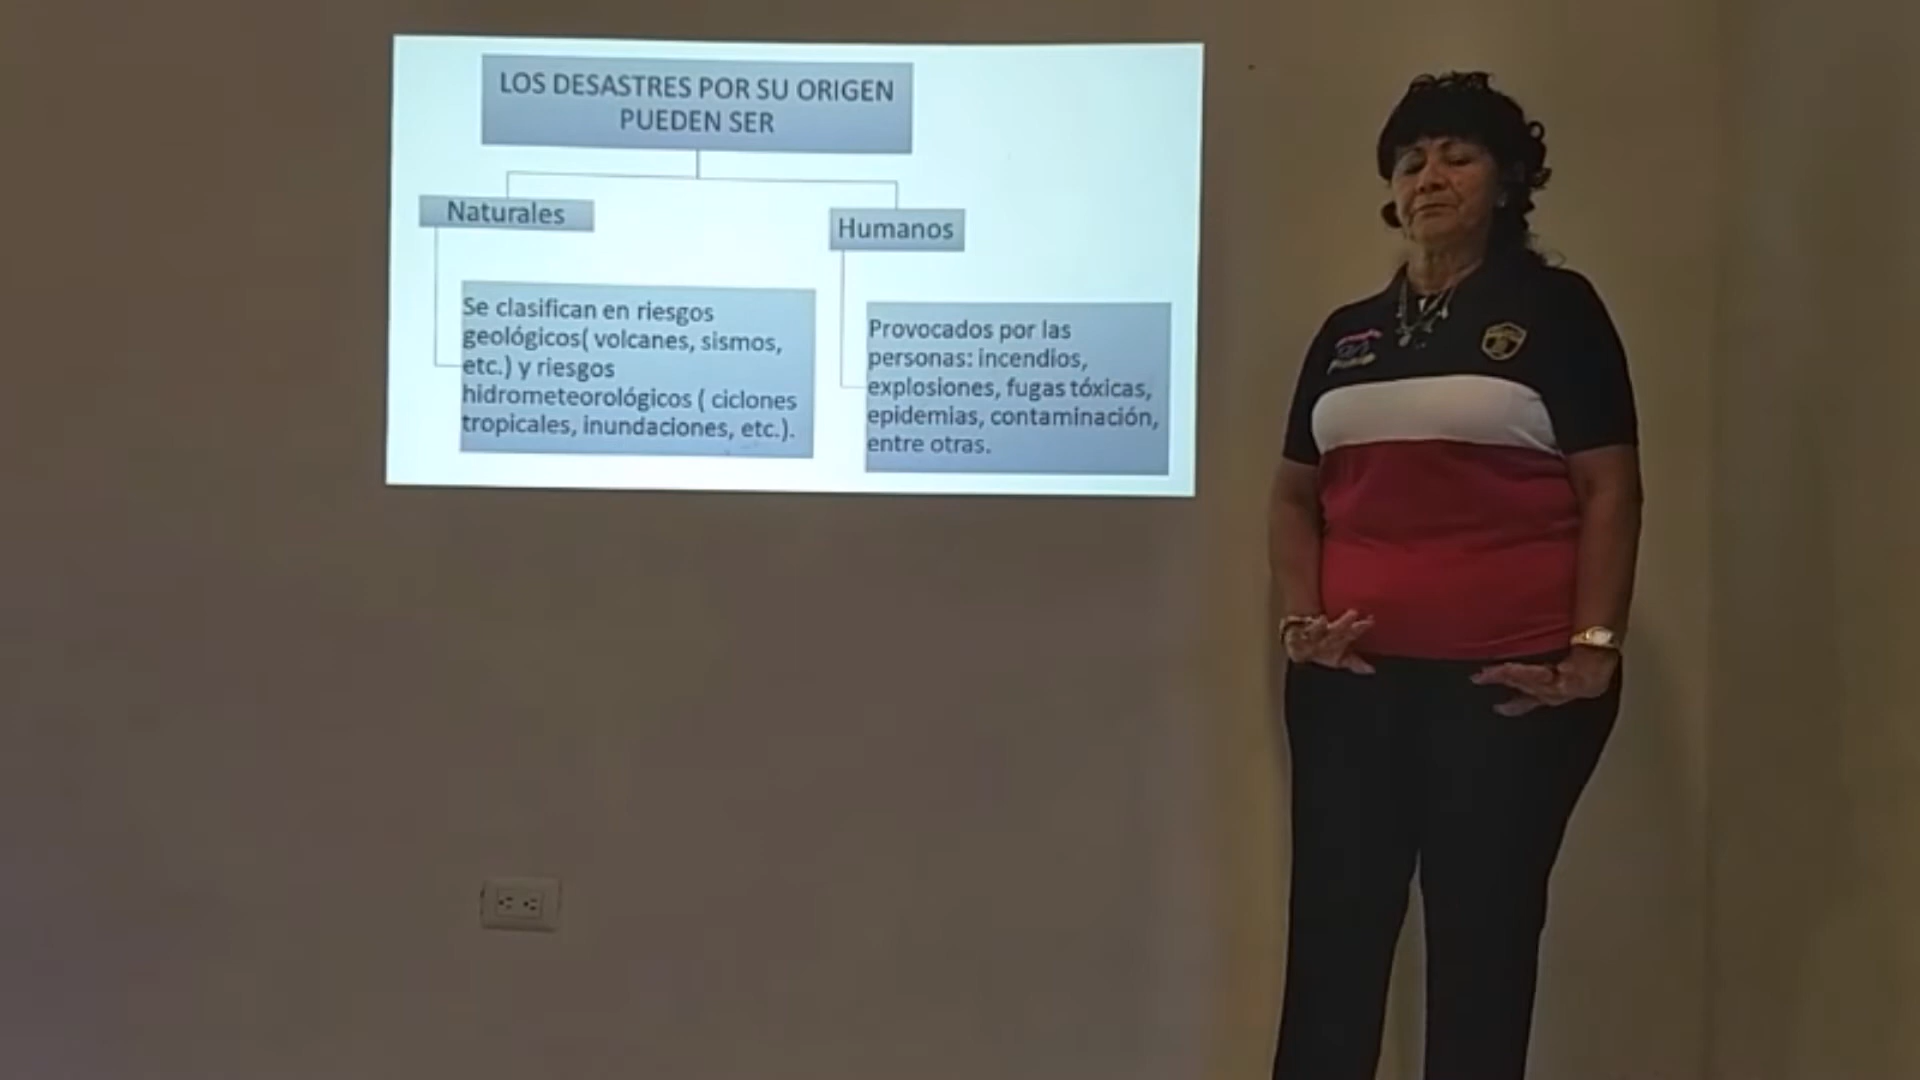 LOS DESASTRES POR SU ORIGEN
PUEDEN SER
Naturales
Humanos
Se clasifican en riesgos
geológicos( volcanes, sismos,
etc.) y riesgos
hidrometeorológicos ( ciclones
tropicales, inundaciones, etc.).
Provocados por las
personas: incendios,
explosiones, fugas tóxicas,
epidemias, contaminación,
entre otras.